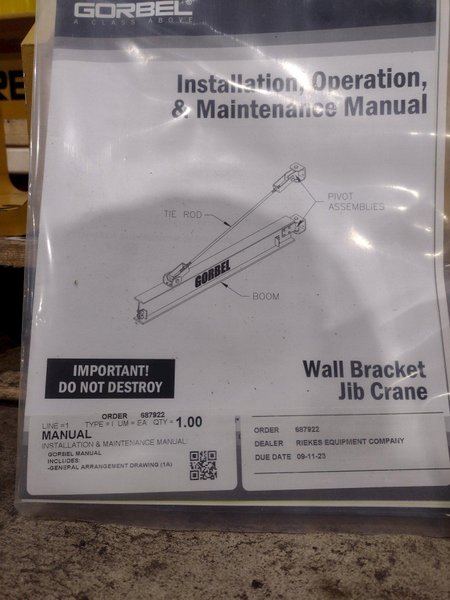 GORBEL®
A CLASS ABOVE
RE
Installation, Operation,
& Maintenance Manual
PIVOT
ASSEMBLIES
TIE ROD
GORBEL
BOOM
IMPORTANT!
DO NOT DESTROY
Wall Bracket
Jib Crane
ORDER 687922
LINE =1 TYPE = I UM = EA QTY = 1.00
MANUAL
INSTALLATION & MAINTENANCE MANUAL:
GORBEL MANUAL
INCLUDES:
-GENERAL ARRANGEMENT DRAWING (1A)
ORDER 687922
DEALER RIEKES EQUIPMENT COMPANY
DUE DATE 09-11-23